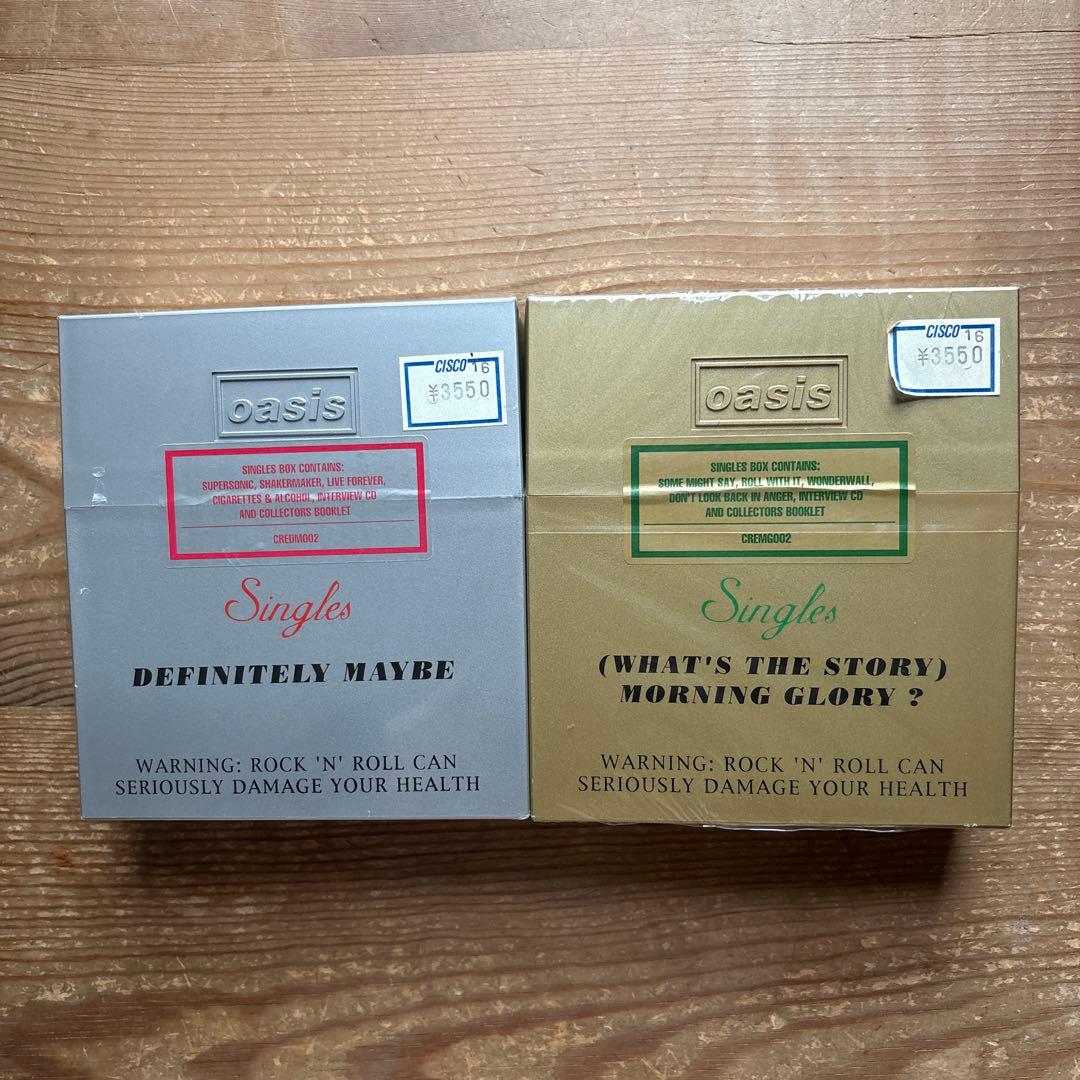 CISCO 16
¥3550
oasis
SINGLES BOX CONTAINS:
SUPERSONIC, SHAKERMAKER, LIVE FOREVER,
CIGARETTES & ALCOHOL, INTERVIEW CD
AND COLLECTORS BOOKLET
CREDM002
Singles
DEFINITELY MAYBE
WARNING: ROCK 'N' ROLL CAN
SERIOUSLY DAMAGE YOUR HEALTH
CISCO 16
¥3550
oasis
SINGLES BOX CONTAINS:
SOME MIGHT SAY, ROLL WITH IT, WONDERWALL,
DON'T LOOK BACK IN ANGER, INTERVIEW CD
AND COLLECTORS BOOKLET
CREMG002
Singles
(WHAT'S THE STORY)
MORNING GLORY ?
WARNING: ROCK 'N' ROLL CAN
SERIOUSLY DAMAGE YOUR HEALTH